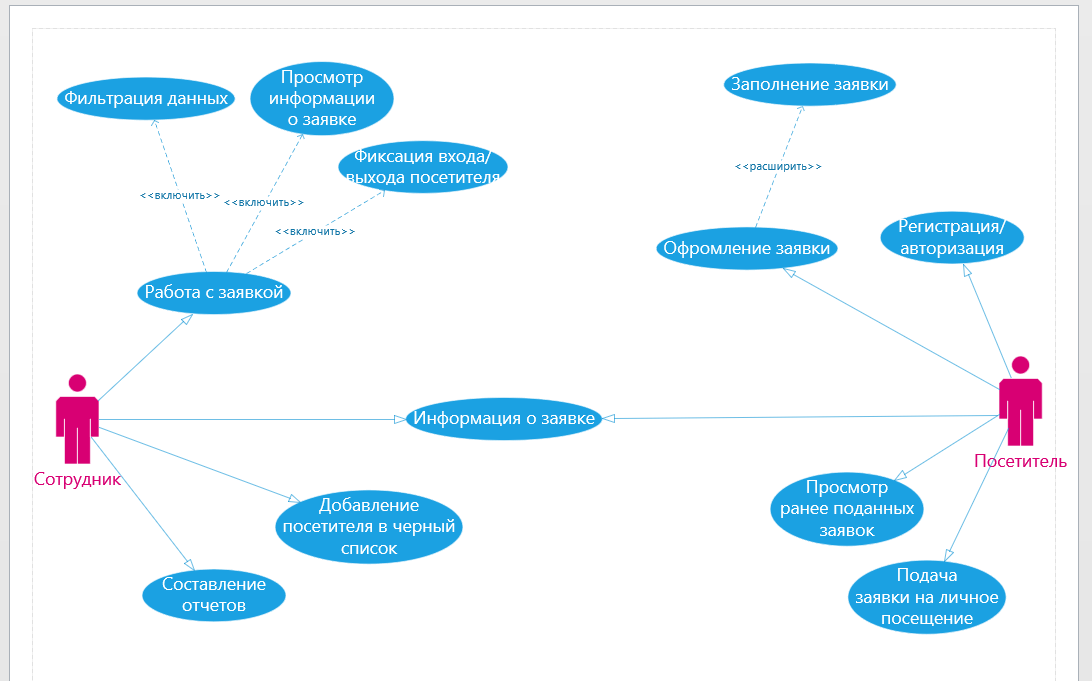 Фильтрация данных
Просмотр
информации
о заявке
Фиксация входа/
выхода посетителя
<<включить>>
<<включить>>
<<включить>>
Работа с заявкой
Заполнение заявки
<<расширить>>
Офромление заявки
Регистрация/
авторизация
Информация о заявке
Сотрудник
Посетитель
Добавление
посетителя в черный
список
Составление
отчетов
Просмотр
ранее поданных
заявок
Подача
заявки на личное
посещение